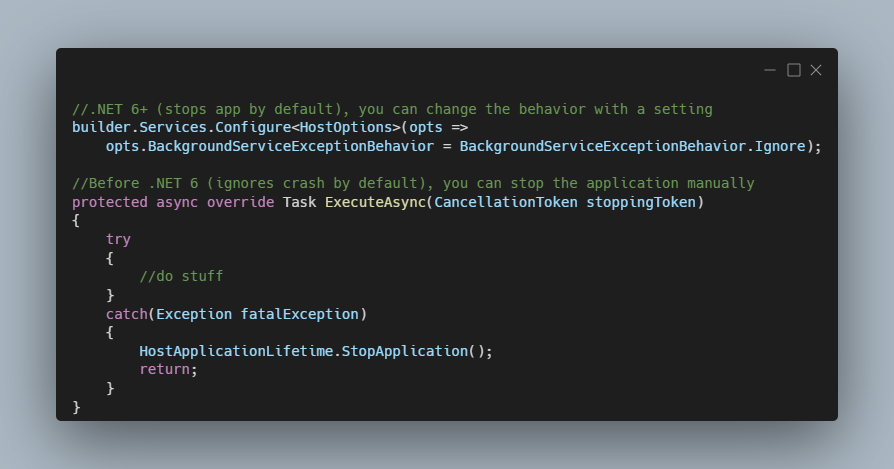 //.NET 6+ (stops app by default), you can change the behavior with a setting
builder.Services.Configure<HostOptions>(opts =>
    opts.BackgroundServiceExceptionBehavior = BackgroundServiceExceptionBehavior.Ignore);

//Before .NET 6 (ignores crash by default), you can stop the application manually
protected async override Task ExecuteAsync(CancellationToken stoppingToken)
{
    try
    {
        //do stuff
    }
    catch(Exception fatalException)
    {
        HostApplicationLifetime.StopApplication();
        return;
    }
}